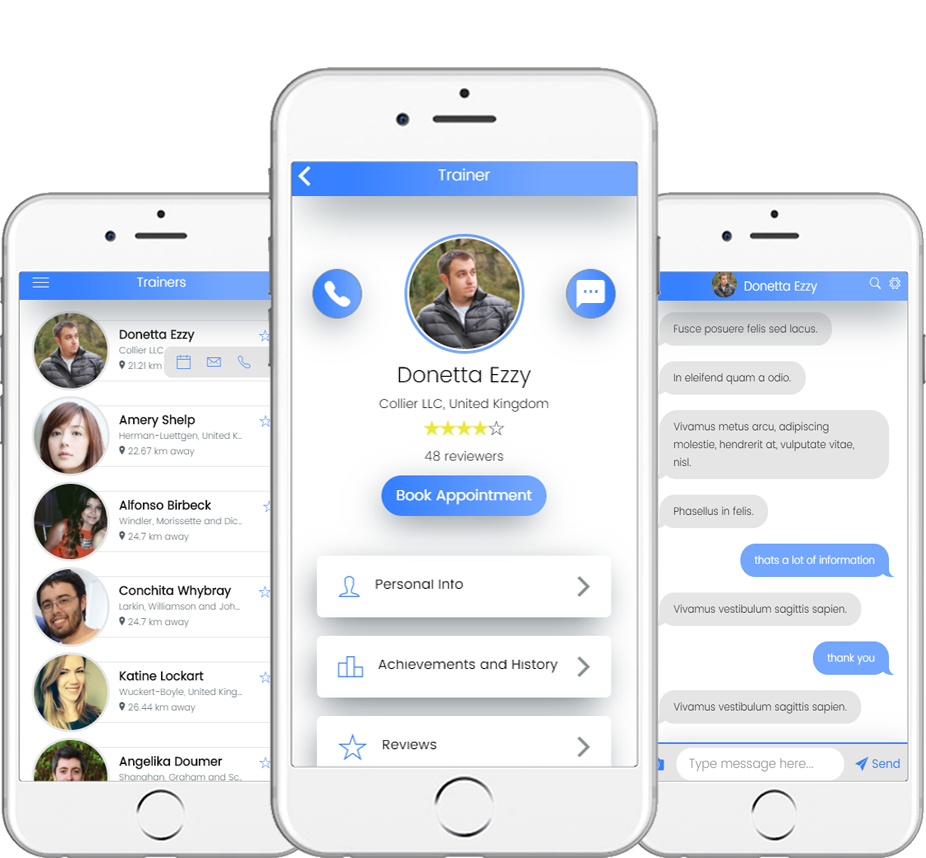 Trainers
Donetta Ezzy
Collier LLC
21.21 km
Amery Shelp
Herman-Luettgen, United K..
22.67 km away
Alfonso Birbeck
Windler, Morissette and Dic..
24.7 km away
Conchita Whybray
Larkin, Williamson and Joh..
24.7 km away
Katine Lockart
Wuckert-Boyle, United King..
26.44 km away
Angelika Doumer
Shanahan, Graham and Sc..
Trainer
Donetta Ezzy
Collier LLC, United Kingdom
48 reviewers
Book Appointment
Personal Info
Achievements and History
Reviews
Donetta Ezzy
Fusce posuere felis sed lacus.
In eleifend quam a odio.
Vivamus metus arcu, adipiscing
molestie, hendrerit at, vulputate vitae,
nisl.
Phasellus in felis.
thats a lot of information
Vivamus vestibulum sagittis sapien.
thank you
Vivamus vestibulum sagittis sapien.
Type message here...
Send